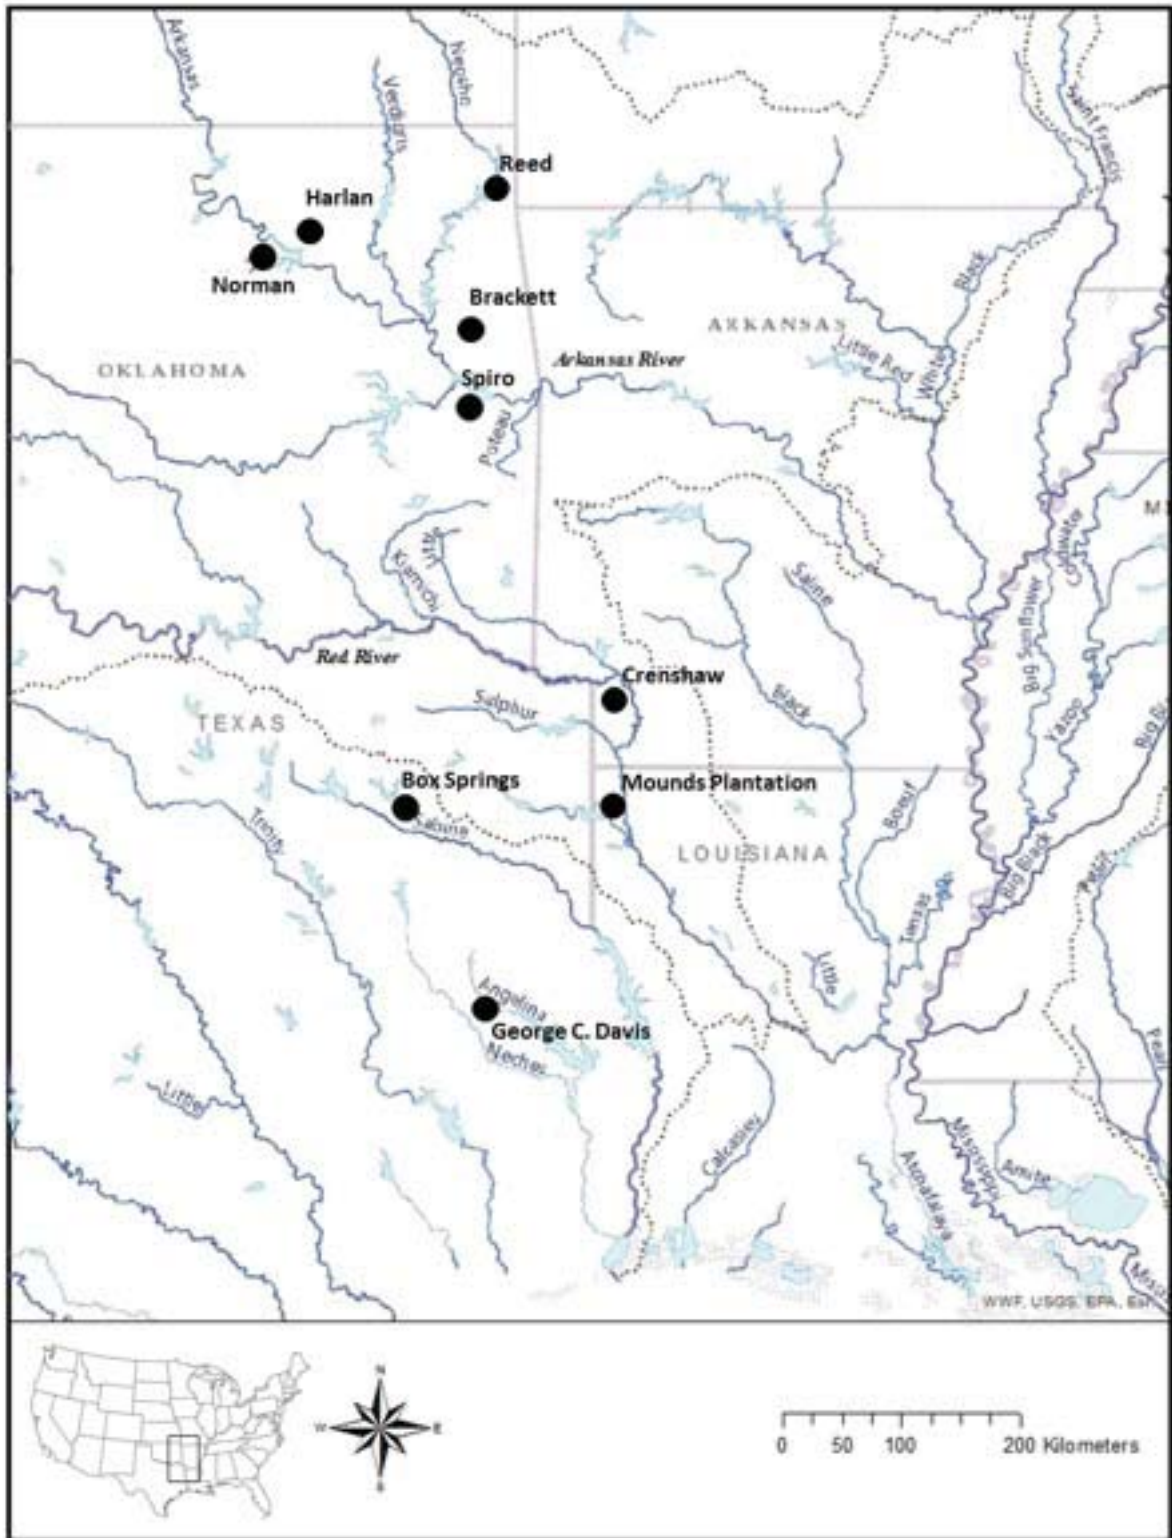 Arkansas
Neosho
Verdigris
Saint Francis
Reed
Harlan
Norman
Brackett
Black
ARKANSAS
Little Red
White
Arkansas River
OKLAHOMA
Spiro
Poteau
Kiamichi
Saline
Coldwater
Big Sunflower
Red River
Crenshaw
Sulphur
Black
Yazoo
TEXAS
Box Springs
Mounds Plantation
Sabine
Trinity
Boeuf
LOUISIANA
Big Black
Tensas
Little
Angelina
George C. Davis
Neches
Pearl
Little
Calcasieu
Mississippi
Amite
Atchafalaya
WWF, USGS, EPA, Esri
N
W
E
S
0 50 100 200 Kilometers